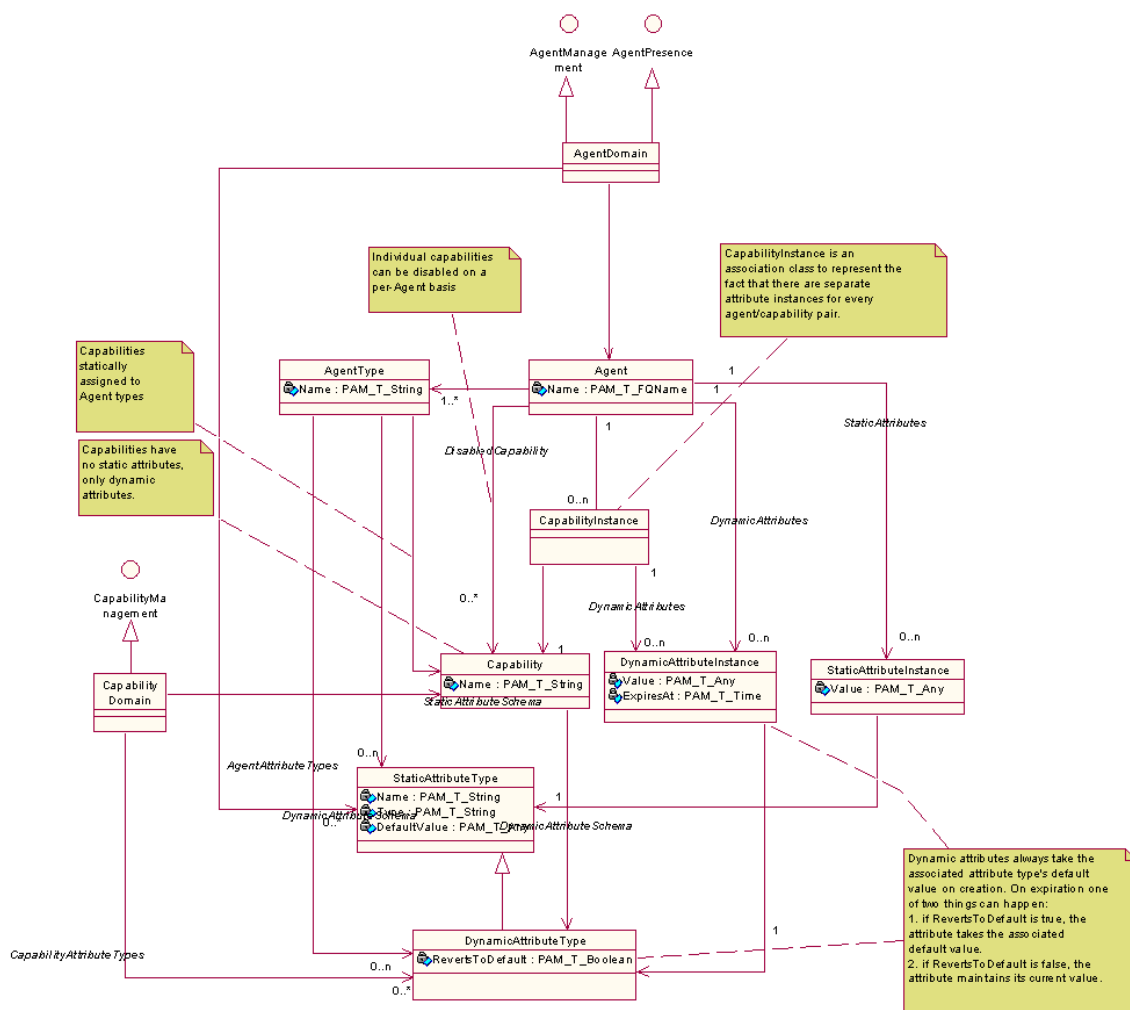 AgentManage
ment
AgentPresence
AgentDomain
Individual capabilities
can be disabled on a
per-Agent basis
CapabilityInstance is an
association class to represent the
fact that there are separate
attribute instances for every
agent/capability pair.
Capabilities
statically
assigned to
Agent types
AgentType
Name : PAM_T_String
Agent
Name : PAM_T_FQName
1
1
1..*
1
StaticAttributes
Capabilities have
no static attributes,
only dynamic
attributes.
DisabledCapability
0..n
CapabilityInstance
DynamicAttributes
1
CapabilityMa
nagement
0..*
DynamicAttributes
1
0..n
0..n
0..n
Capability
Name : PAM_T_String
DynamicAttributeInstance
Value : PAM_T_Any
ExpiresAt : PAM_T_Time
StaticAttributeInstance
Value : PAM_T_Any
Capability
Domain
StaticAttributeSchema
0..n
AgentAttributeTypes
StaticAttributeType
Name : PAM_T_String
Type : PAM_T_String
DefaultValue : PAM_T_Any
1
DynamicAttributeSchema
0..*
DynamicAttributeSchema
Dynamic attributes always take the
associated attribute type's default
value on creation. On expiration one
of two things can happen:
1. if RevertsToDefault is true, the
attribute takes the associated
default value.
2. if RevertsToDefault is false, the
attribute maintains its current value.
1
DynamicAttributeType
RevertsToDefault : PAM_T_Boolean
CapabilityAttributeTypes
0..n
0..*